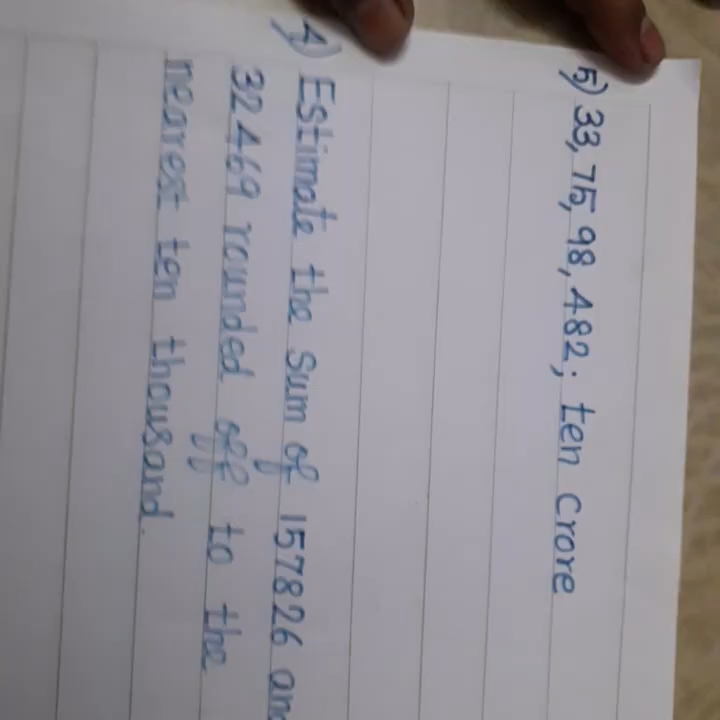 5) 33,75,98,482; ten crore
4) Estimate the sum of 157826 an
32469 rounded off to the
nearest ten thousand.